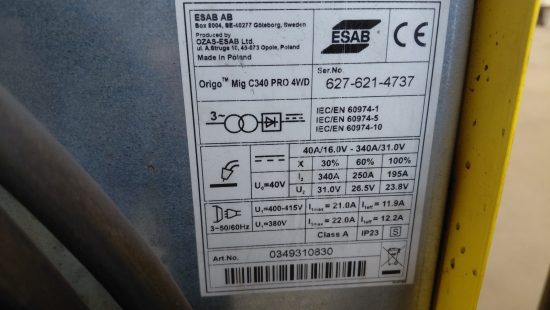 ESAB AB
Box 8004, SE-40277 Göteborg, Sweden
Produced by
OZAS-ESAB Ltd.
ul. A.Struga 10, 45-073 Opole, Poland
Made in Poland
ESAB CE
Origo™ Mig C340 PRO 4WD
Ser.No.
627-621-4737
3~
IEC/EN 60974-1
IEC/EN 60974-5
IEC/EN 60974-10
40A/16.0V - 340A/31.0V
X 30% 60% 100%
I₂ 340A 250A 195A
U₀=40V U₂ 31.0V 26.5V 23.8V
U₁=400-415V I₁max = 21.0A I₁eff = 11.9A
3~50/60Hz U₁=380V I₁max = 22.0A I₁eff = 12.2A
Class A IP23 S
Art.No. 0349310830